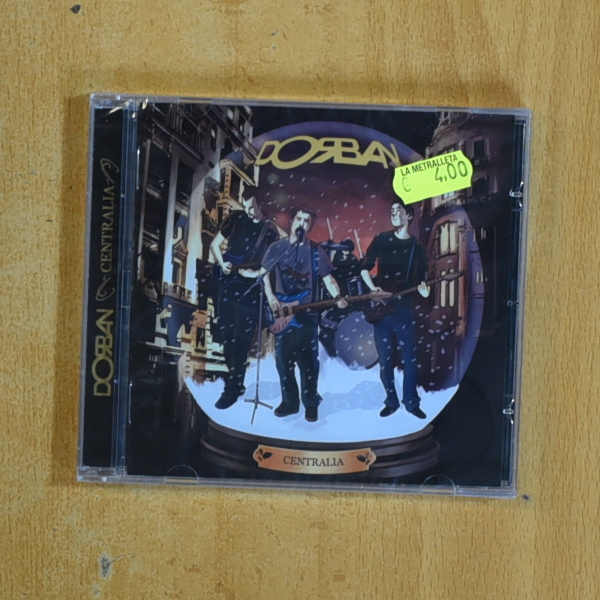 DORBAN CENTRALIA
DORBAN
LA METRALLETA
€ 4,00
CENTRALIA